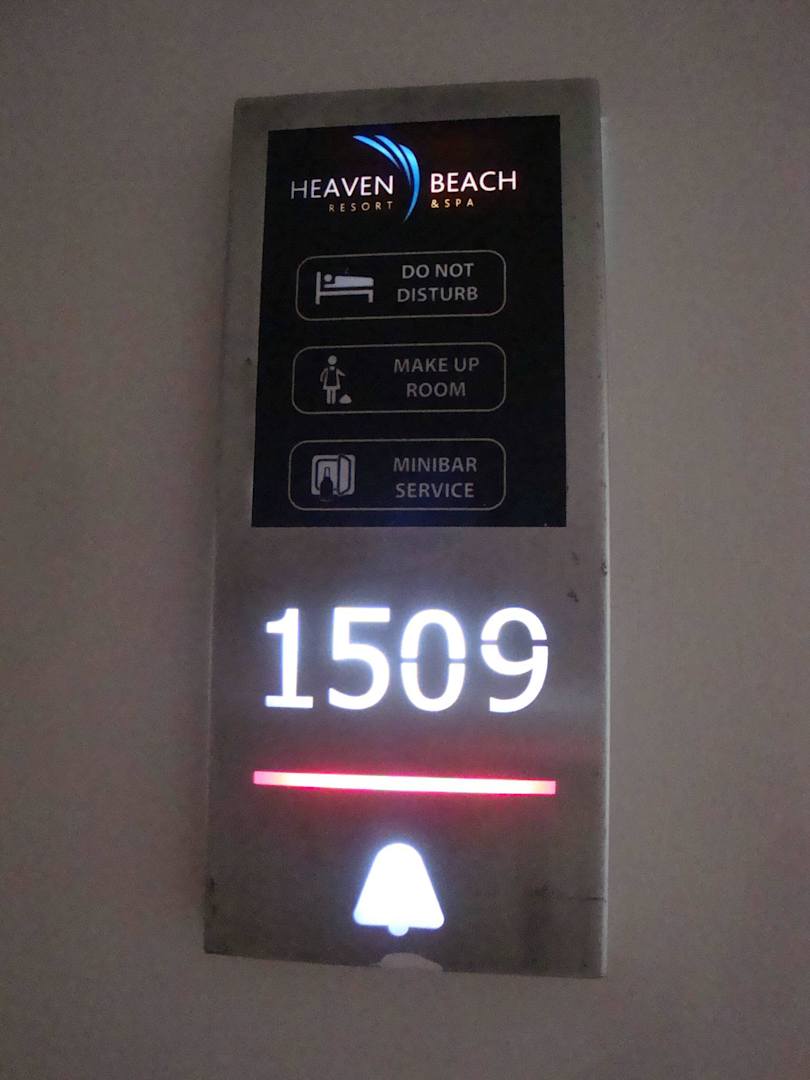 HEAVEN BEACH
RESORT & SPA
DO NOT
DISTURB
MAKE UP
ROOM
MINIBAR
SERVICE
1509